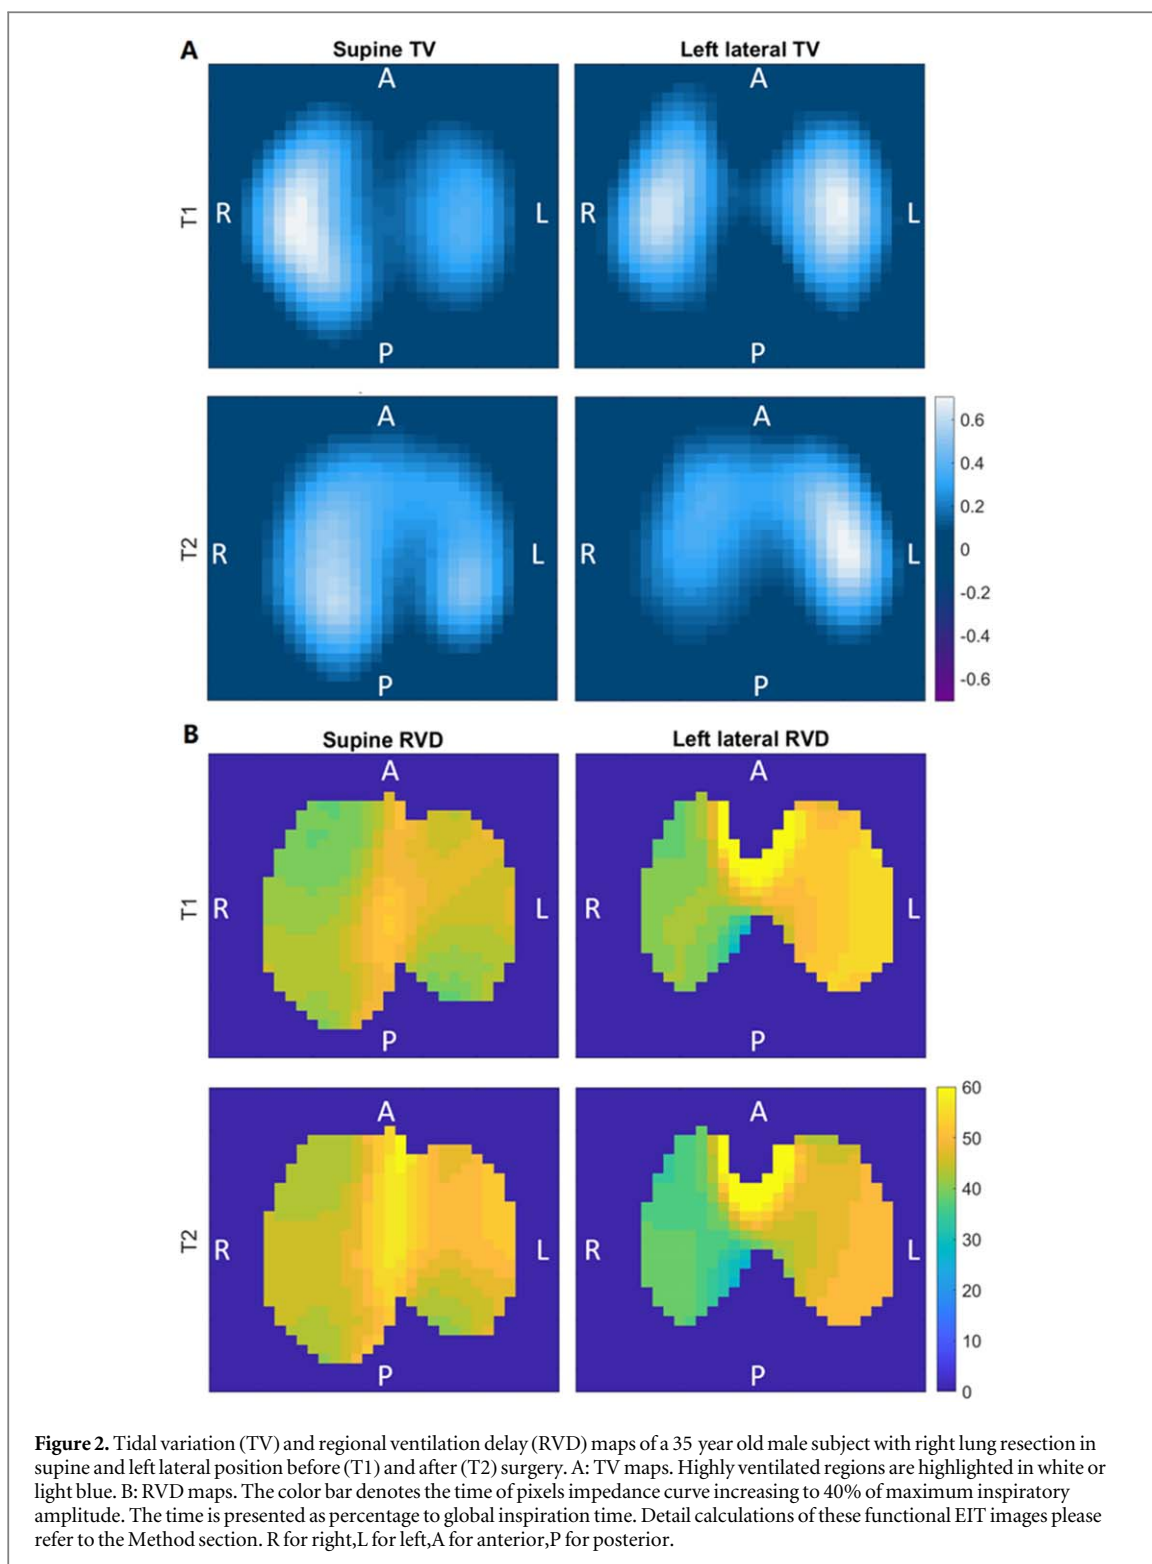 A
Supine TV
Left lateral TV
A
A
T1
R
L
R
L
P
P
A
A
0.6
0.4
0.2
0
-0.2
-0.4
-0.6
T2
R
L
R
L
P
P
B
Supine RVD
Left lateral RVD
A
A
T1
R
L
R
L
P
P
A
A
60
50
40
30
20
10
0
T2
R
L
R
L
P
P
Figure 2. Tidal variation (TV) and regional ventilation delay (RVD) maps of a 35 year old male subject with right lung resection in
supine and left lateral position before (T1) and after (T2) surgery. A: TV maps. Highly ventilated regions are highlighted in white or
light blue. B: RVD maps. The color bar denotes the time of pixels impedance curve increasing to 40% of maximum inspiratory
amplitude. The time is presented as percentage to global inspiration time. Detail calculations of these functional EIT images please
refer to the Method section. R for right,L for left,A for anterior,P for posterior.